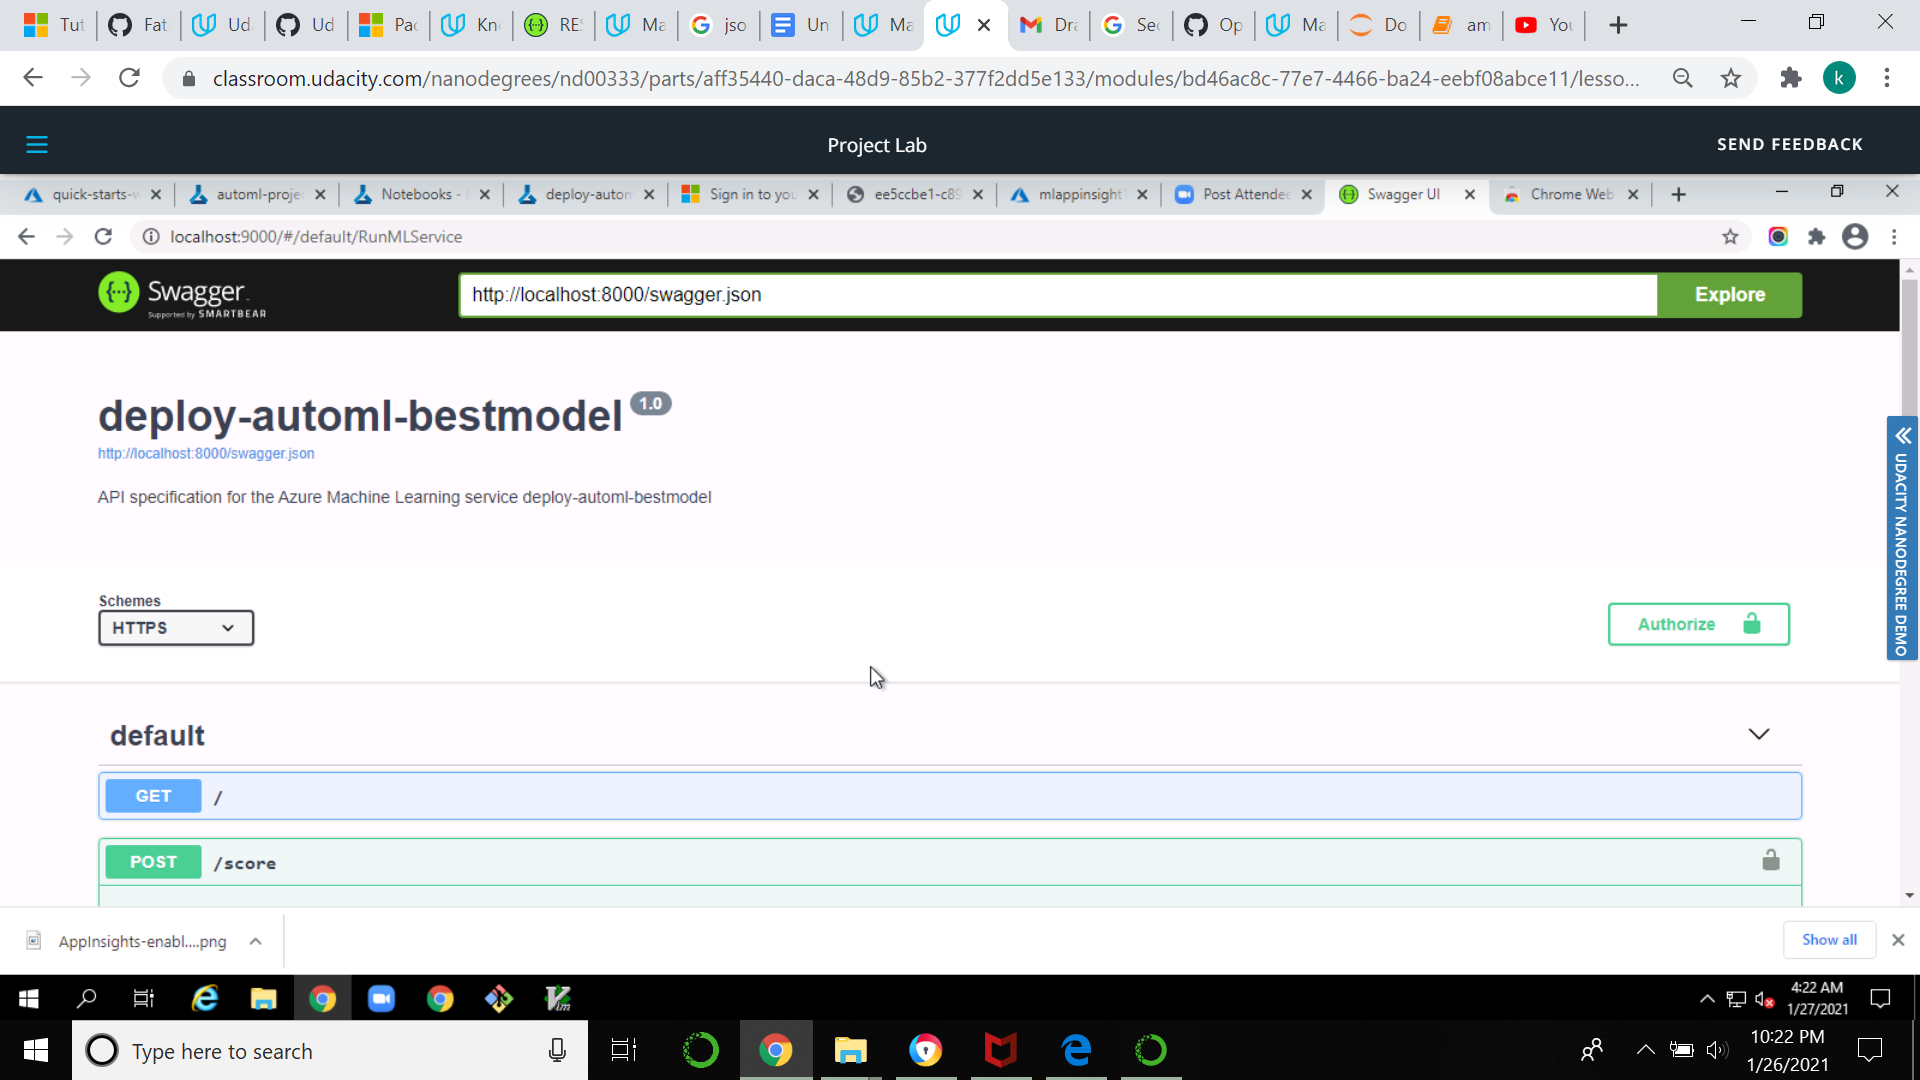 Tut
Fat
Ud
Ud
Pac
Kn
RES
Ma
jso
Un
Ma
Dra
Sec
Op
Ma
Do
am
You
classroom.udacity.com/nanodegrees/nd00333/parts/aff35440-daca-48d9-85b2-377f2dd5e133/modules/bd46ac8c-77e7-4466-ba24-eebf08abce11/lesso...
k
Project Lab
SEND FEEDBACK
quick-starts-w
automl-projec
Notebooks -
deploy-autom
Sign in to you
ee5ccbe1-c89
mlappinsight
Post Attendee
Swagger UI
Chrome Web
localhost:9000/#/default/RunMLService
Swagger
Supported by SMARTBEAR
http://localhost:8000/swagger.json
Explore
deploy-automl-bestmodel 1.0
http://localhost:8000/swagger.json
API specification for the Azure Machine Learning service deploy-automl-bestmodel
UDACITY NANODEGREE DEMO
Schemes
HTTPS
Authorize
default
GET /
POST /score
AppInsights-enabl....png
Show all
4:22 AM
1/27/2021
Type here to search
10:22 PM
1/26/2021